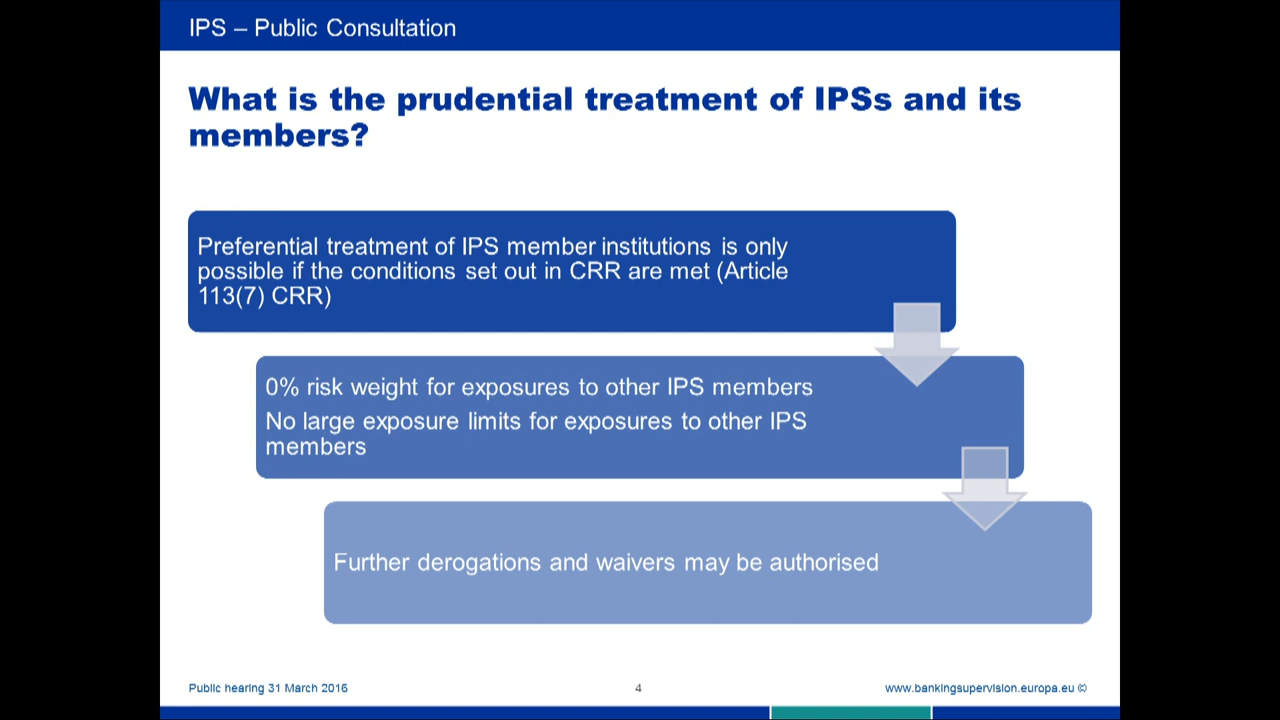 IPS – Public Consultation
What is the prudential treatment of IPSs and its
members?
Preferential treatment of IPS member institutions is only
possible if the conditions set out in CRR are met (Article
113(7) CRR)
0% risk weight for exposures to other IPS members
No large exposure limits for exposures to other IPS
members
Further derogations and waivers may be authorised
Public hearing 31 March 2016
4
www.bankingsupervision.europa.eu ©